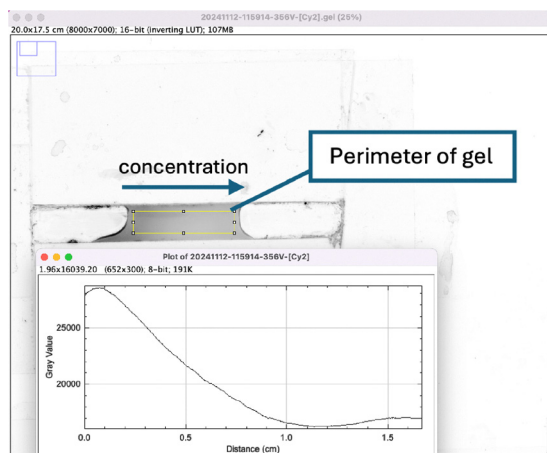 20241112-115914-356V-[Cy2].gel (25%)
20.0x17.5 cm (8000x7000); 16-bit (inverting LUT); 107MB
concentration
Perimeter of gel
Plot of 20241112-115914-356V-[Cy2]
1.96x16039.20 (652x300); 8-bit; 191K
25000
20000
Gray Value
0.0 0.5 1.0 1.5
Distance (cm)